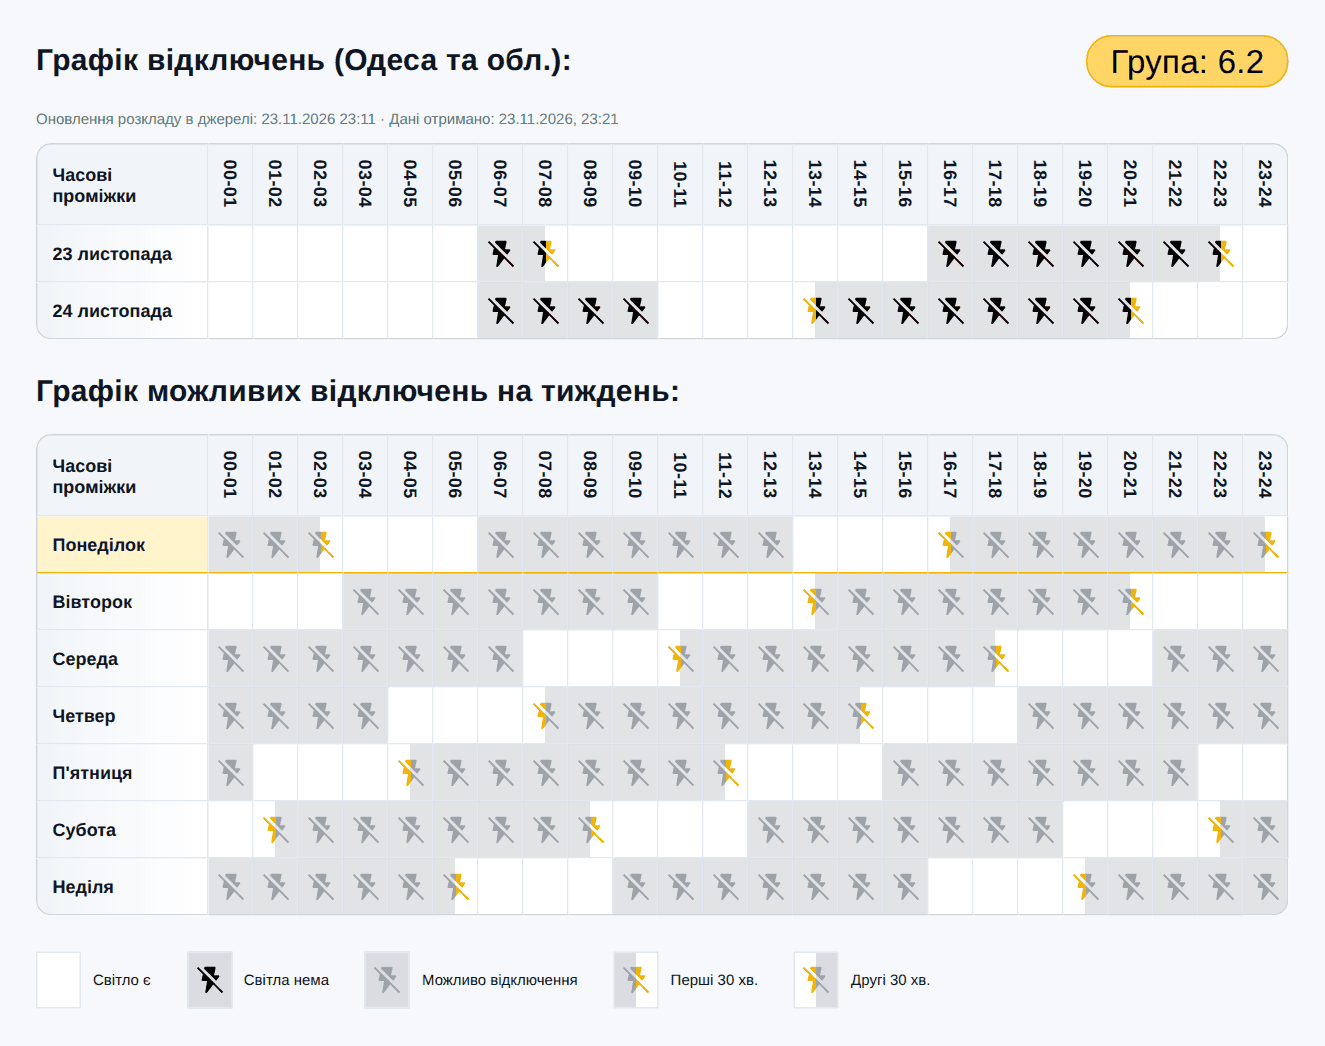 Графік відключень (Одеса та обл.):
Група: 6.2
Оновлення розкладу в джерелі: 23.11.2026 23:11 · Дані отримано: 23.11.2026, 23:21
Часові
проміжки
00-01 01-02 02-03 03-04 04-05 05-06 06-07 07-08 08-09 09-10 10-11 11-12 12-13 13-14 14-15 15-16 16-17 17-18 18-19 19-20 20-21 21-22 22-23 23-24
23 листопада
24 листопада
Графік можливих відключень на тиждень:
Часові
проміжки
00-01 01-02 02-03 03-04 04-05 05-06 06-07 07-08 08-09 09-10 10-11 11-12 12-13 13-14 14-15 15-16 16-17 17-18 18-19 19-20 20-21 21-22 22-23 23-24
Понеділок
Вівторок
Середа
Четвер
П'ятниця
Субота
Неділя
Світло є
Світла нема
Можливо відключення
Перші 30 хв.
Другі 30 хв.